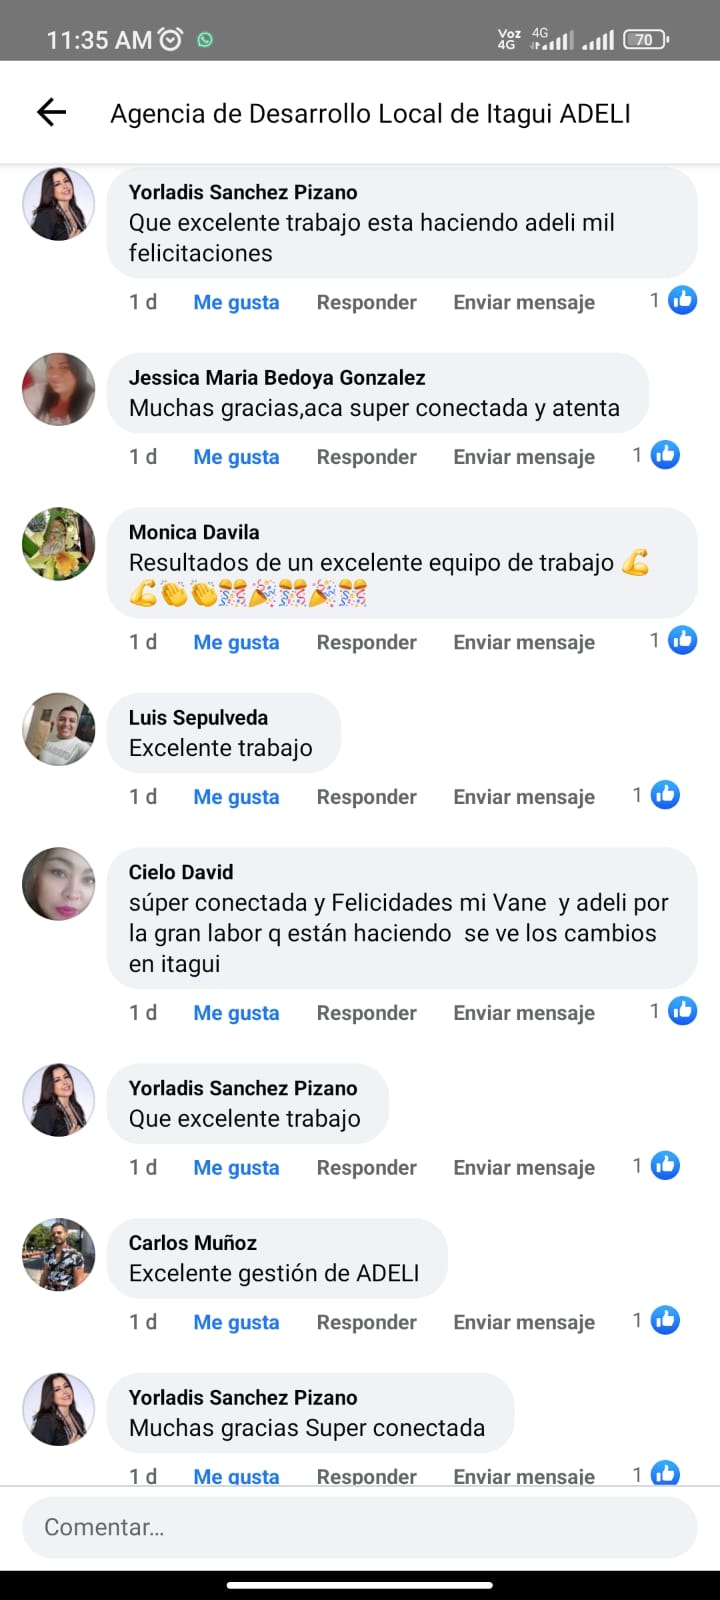 11:35 AM
Voz 4G 4G 70
Agencia de Desarrollo Local de Itagui ADELI
Yorladis Sanchez Pizano
Que excelente trabajo esta haciendo adeli mil
felicitaciones
1 d Me gusta Responder Enviar mensaje 1
Jessica Maria Bedoya Gonzalez
Muchas gracias,aca super conectada y atenta
1 d Me gusta Responder Enviar mensaje 1
Monica Davila
Resultados de un excelente equipo de trabajo 💪
💪👏👏🎊🎉🎊🎉🎊
1 d Me gusta Responder Enviar mensaje 1
Luis Sepulveda
Excelente trabajo
1 d Me gusta Responder Enviar mensaje 1
Cielo David
súper conectada y Felicidades mi Vane  y adeli por
la gran labor q están haciendo  se ve los cambios
en itagui
1 d Me gusta Responder Enviar mensaje 1
Yorladis Sanchez Pizano
Que excelente trabajo
1 d Me gusta Responder Enviar mensaje 1
Carlos Muñoz
Excelente gestión de ADELI
1 d Me gusta Responder Enviar mensaje 1
Yorladis Sanchez Pizano
Muchas gracias Super conectada
1 d Me gusta Responder Enviar mensaje 1
Comentar...